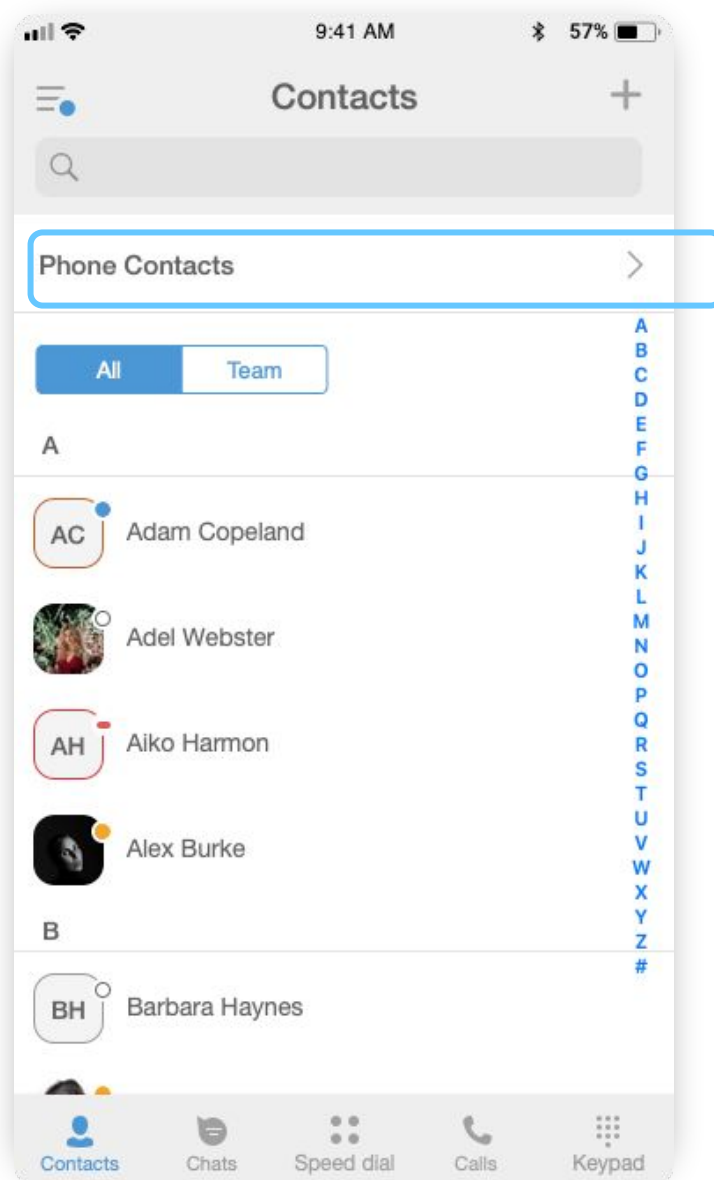 9:41 AM 57%
Contacts
Phone Contacts
All Team
A
AC Adam Copeland
Adel Webster
AH Aiko Harmon
Alex Burke
B
BH Barbara Haynes
A
B
C
D
E
F
G
H
I
J
K
L
M
N
O
P
Q
R
S
T
U
V
W
X
Y
Z
#
Contacts Chats Speed dial Calls Keypad